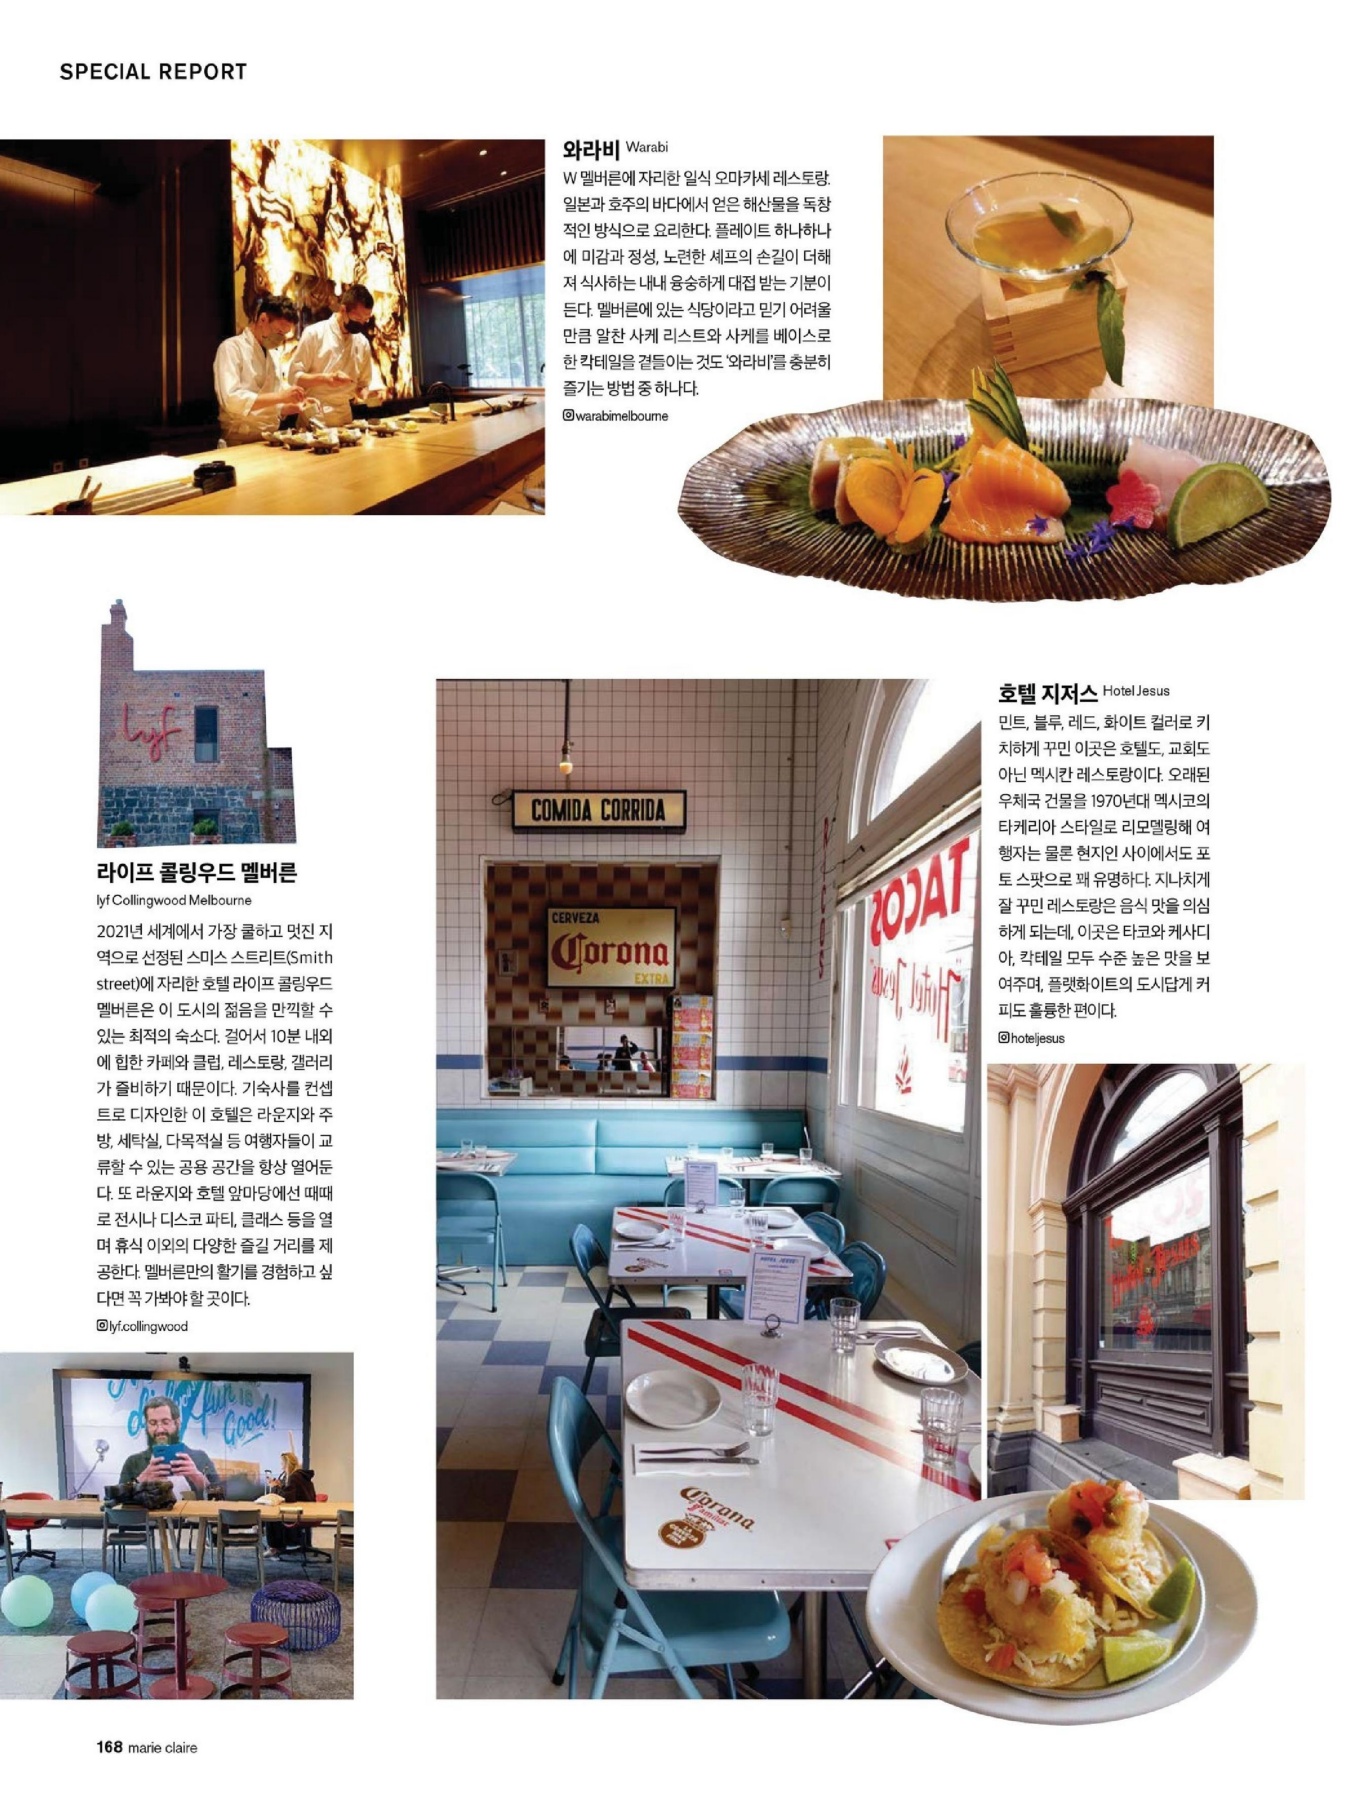 SPECIAL REPORT
와라비 Warabi
W 멜버른에 자리한 일식 오마카세 레스토랑.
일본과 호주의 바다에서 얻은 해산물을 독창
적인 방식으로 요리한다. 플레이트 하나하나
에 미감과 정성, 노련한 셰프의 손길이 더해
져 식사하는 내내 융숭하게 대접 받는 기분이
든다. 멜버른에 있는 식당이라고 믿기 어려울
만큼 알찬 사케 리스트와 사케를 베이스로
한 칵테일을 곁들이는 것도 '와라비'를 충분히
즐기는 방법 중 하나다.
warabimelbourne
lyf
라이프 콜링우드 멜버른
lyf Collingwood Melbourne
2021년 세계에서 가장 쿨하고 멋진 지
역으로 선정된 스미스 스트리트(Smith
street)에 자리한 호텔 라이프 콜링우드
멜버른은 이 도시의 젊음을 만끽할 수
있는 최적의 숙소다. 걸어서 10분 내외
에 힙한 카페와 클럽, 레스토랑, 갤러리
가 즐비하기 때문이다. 기숙사를 컨셉
트로 디자인한 이 호텔은 라운지와 주
방, 세탁실, 다목적실 등 여행자들이 교
류할 수 있는 공용 공간을 항상 열어둔
다. 또 라운지와 호텔 앞마당에선 때때
로 전시나 디스코 파티, 클래스 등을 열
며 휴식 이외의 다양한 즐길 거리를 제
공한다. 멜버른만의 활기를 경험하고 싶
다면 꼭 가봐야 할 곳이다.
lyf.collingwood
fun is
Good!
COMIDA CORRIDA
CERVEZA
Corona
EXTRA
TACOS
"Hotel Jesus"
HOTEL JESUS
Corona
Familiar
호텔 지저스 Hotel Jesus
민트, 블루, 레드, 화이트 컬러로 키
치하게 꾸민 이곳은 호텔도, 교회도
아닌 멕시칸 레스토랑이다. 오래된
우체국 건물을 1970년대 멕시코의
타케리아 스타일로 리모델링해 여
행자는 물론 현지인 사이에서도 포
토 스팟으로 꽤 유명하다. 지나치게
잘 꾸민 레스토랑은 음식 맛을 의심
하게 되는데, 이곳은 타코와 케사디
아, 칵테일 모두 수준 높은 맛을 보
여주며, 플랫화이트의 도시답게 커
피도 훌륭한 편이다.
hoteljesus
168 marie claire